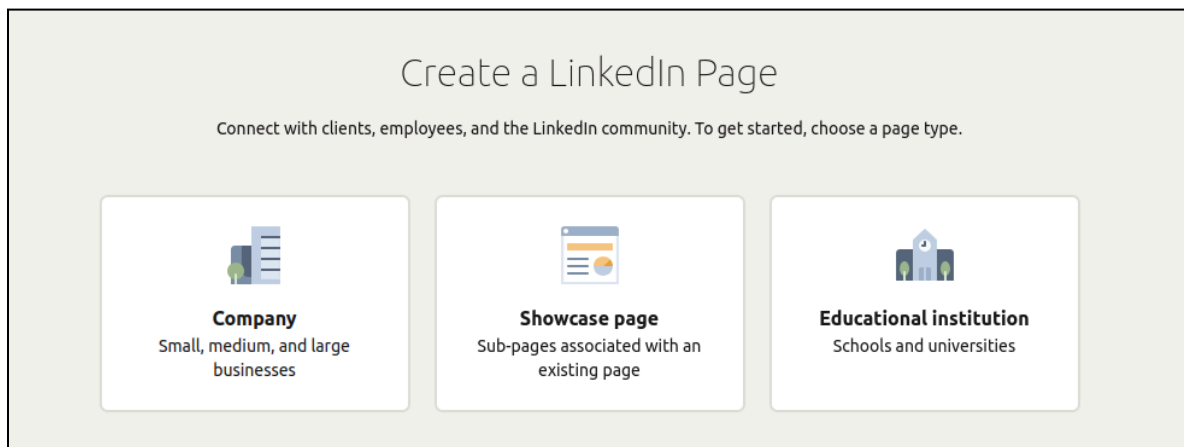 Create a LinkedIn Page
Connect with clients, employees, and the LinkedIn community. To get started, choose a page type.
Company
Small, medium, and large
businesses
Showcase page
Sub-pages associated with an
existing page
Educational institution
Schools and universities